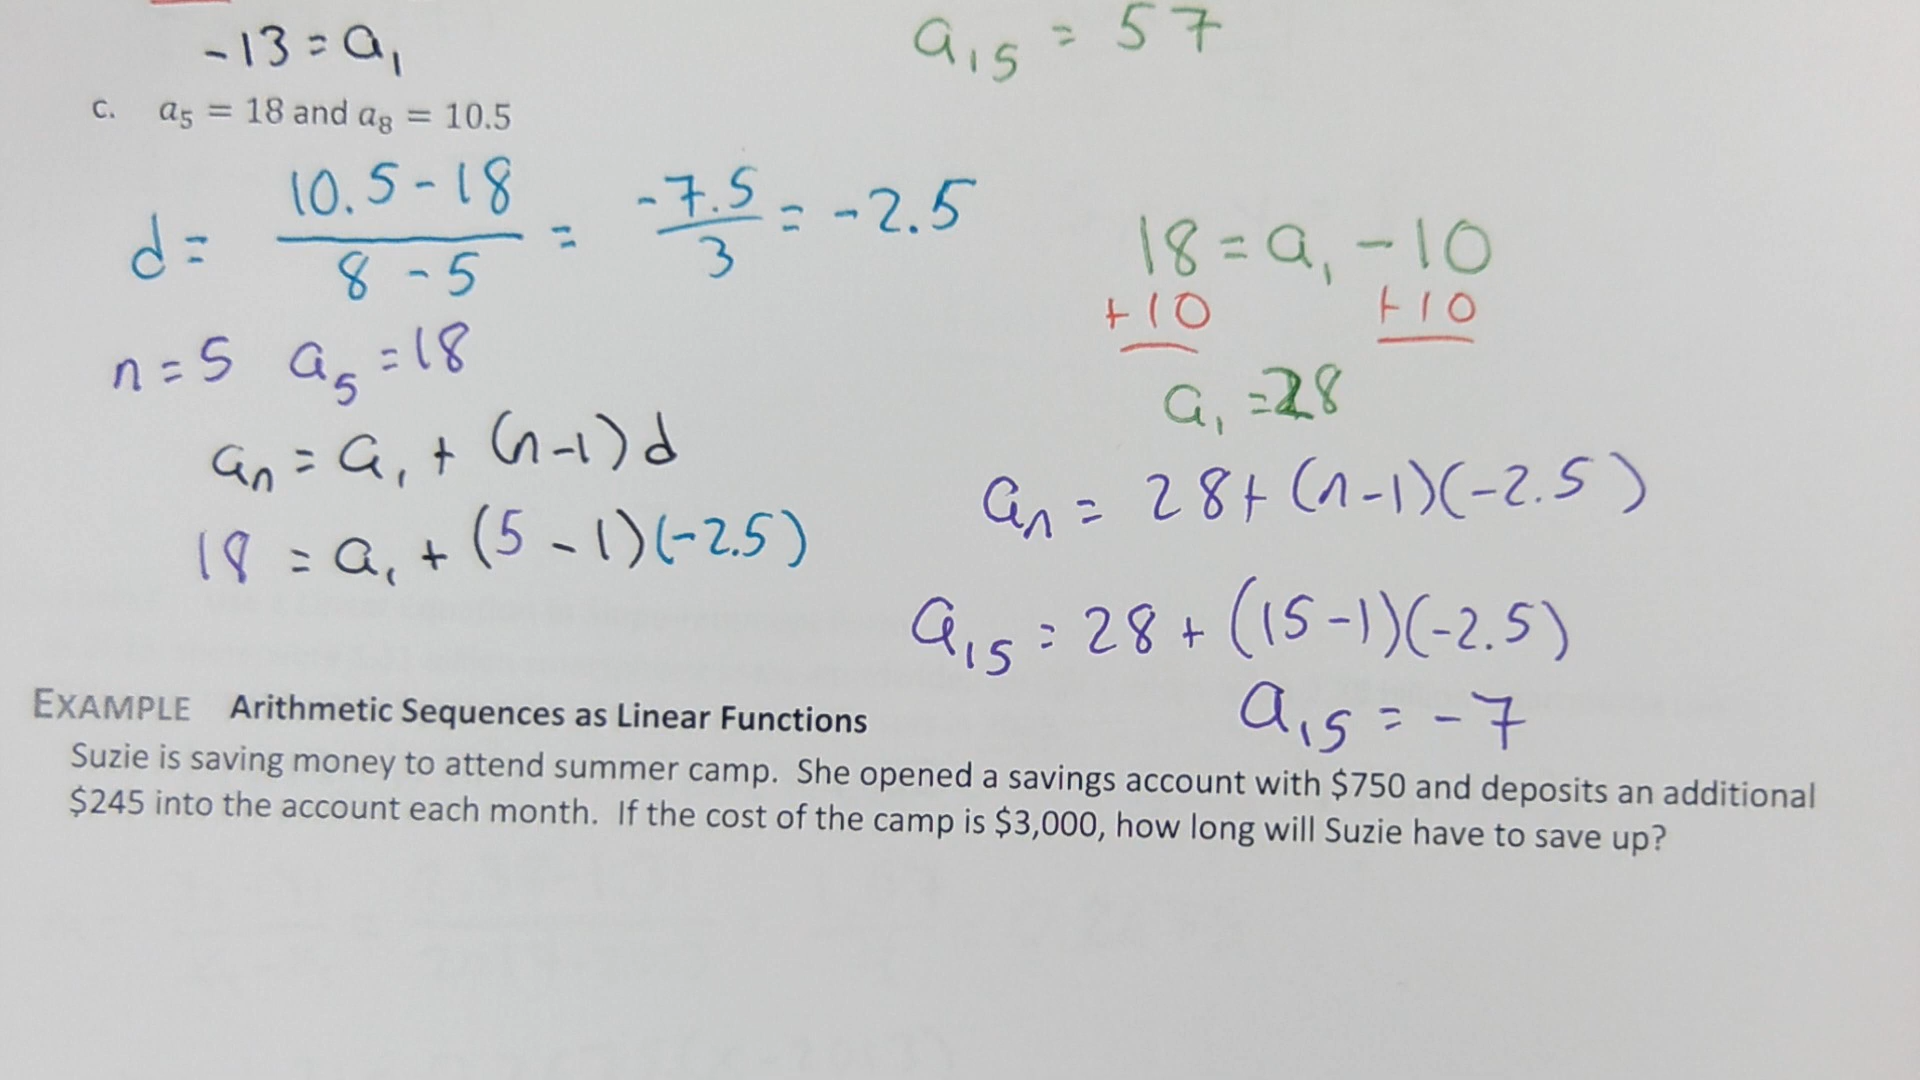 -13 = a₁
a₁₅ = 57
c. a₅ = 18 and a₈ = 10.5
d = (10.5 - 18)/(8 - 5) = -7.5/3 = -2.5
n = 5 a₅ = 18
aₙ = a₁ + (n-1)d
18 = a₁ + (5 - 1)(-2.5)
18 = a₁ - 10
+10 +10
a₁ = 28
aₙ = 28 + (n-1)(-2.5)
a₁₅ = 28 + (15-1)(-2.5)
a₁₅ = -7
EXAMPLE Arithmetic Sequences as Linear Functions
Suzie is saving money to attend summer camp. She opened a savings account with $750 and deposits an additional
$245 into the account each month. If the cost of the camp is $3,000, how long will Suzie have to save up?